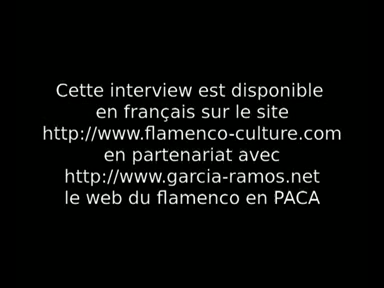 Cette interview est disponible
en français sur le site
http://www.flamenco-culture.com
en partenariat avec
http://www.garcia-ramos.net
le web du flamenco en PACA